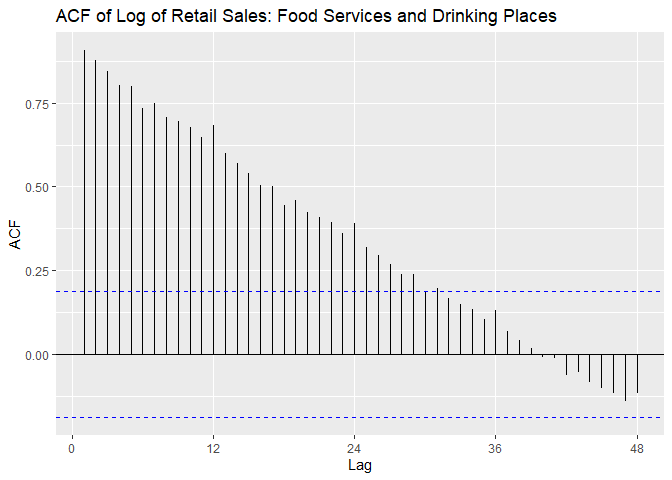 ACF of Log of Retail Sales: Food Services and Drinking Places
0.75
0.50
0.25
0.00
ACF
0 12 24 36 48
Lag